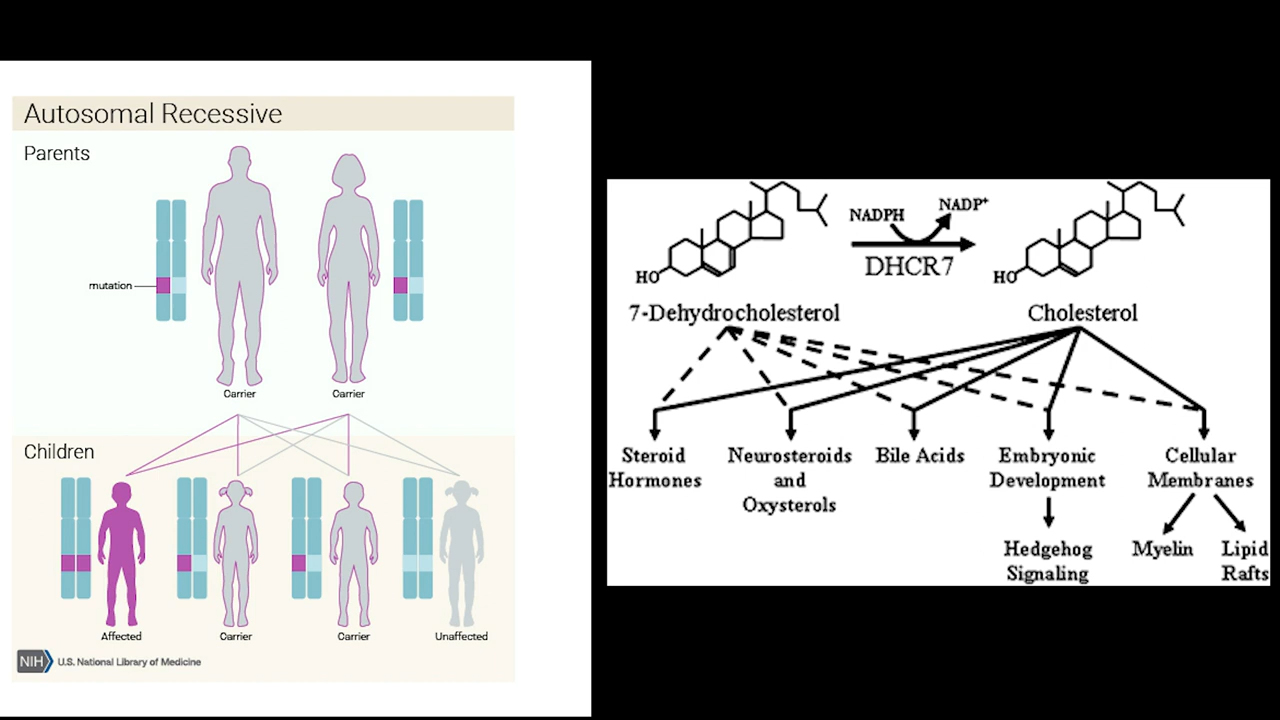 Autosomal Recessive
Parents
mutation
Carrier
Carrier
Children
Affected
Carrier
Carrier
Unaffected
NIH
U.S. National Library of Medicine
NADPH
NADP+
DHCR7
HO
HO
7-Dehydrocholesterol
Cholesterol
Steroid
Hormones
Neurosteroids
and
Oxysterols
Bile Acids
Embryonic
Development
Cellular
Membranes
Hedgehog
Signaling
Myelin
Lipid
Rafts